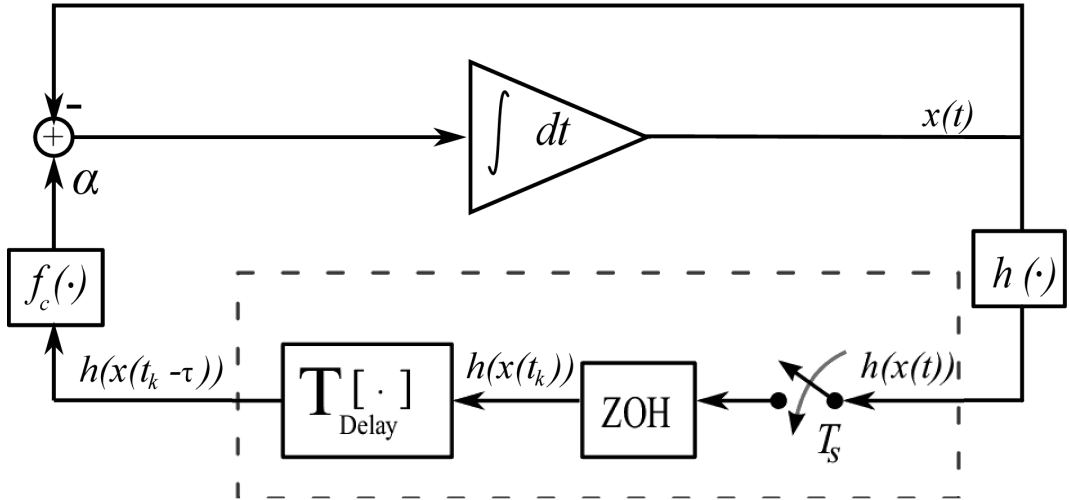 -
+
∫ dt
x(t)
α
f_c(·)
h(·)
h(x(t_k -τ))
T[·]
Delay
h(x(t_k))
ZOH
h(x(t))
T_s